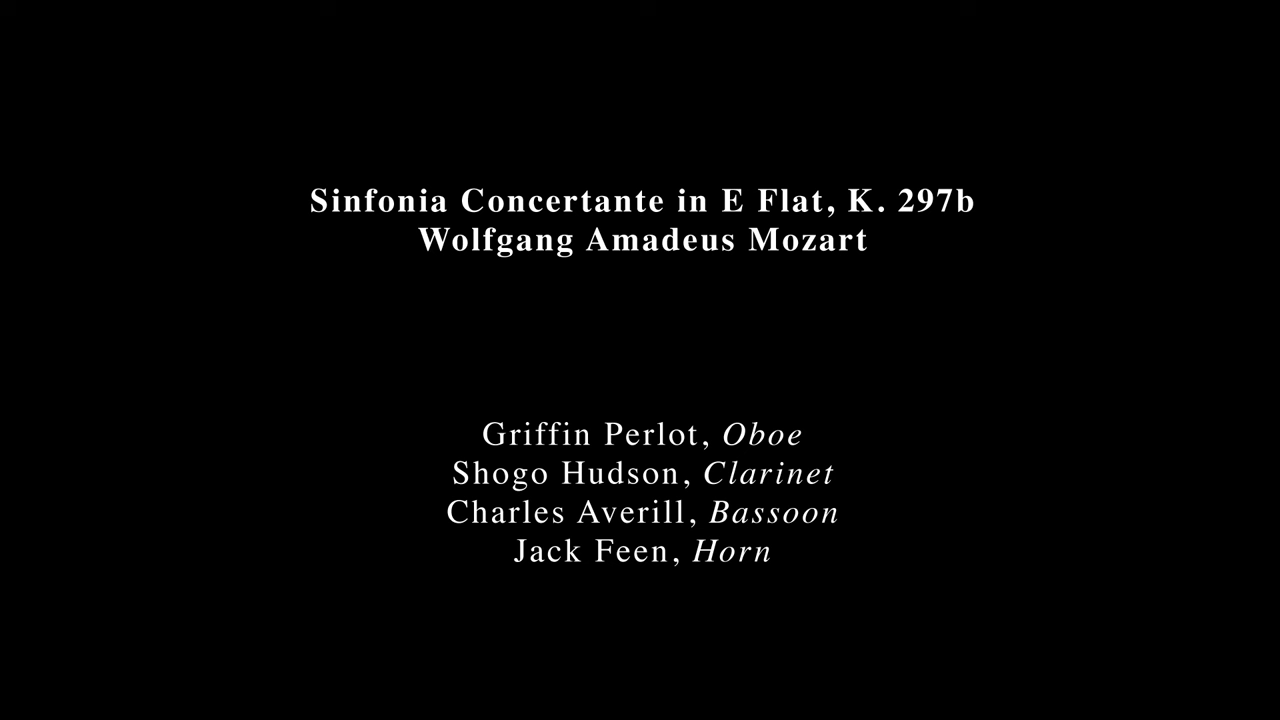 Sinfonia Concertante in E Flat, K. 297b
Wolfgang Amadeus Mozart
Griffin Perlot, Oboe
Shogo Hudson, Clarinet
Charles Averill, Bassoon
Jack Feen, Horn